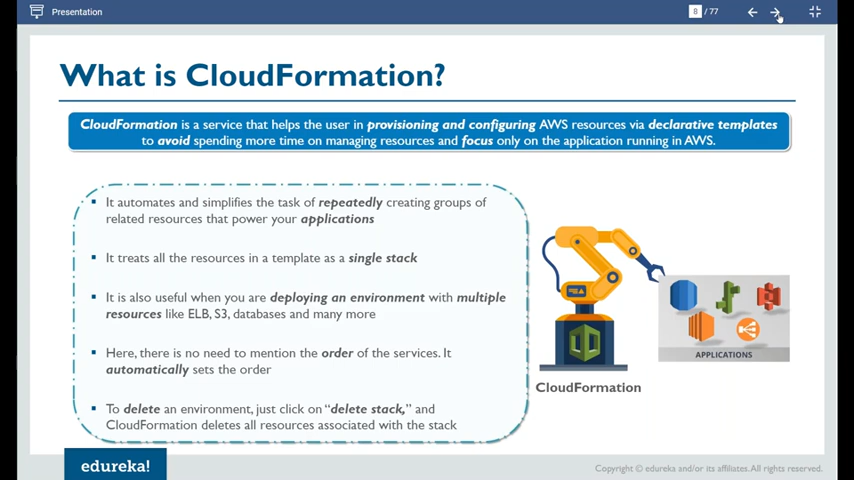 Presentation
8 / 77
What is CloudFormation?
CloudFormation is a service that helps the user in provisioning and configuring AWS resources via declarative templates
to avoid spending more time on managing resources and focus only on the application running in AWS.
▪ It automates and simplifies the task of repeatedly creating groups of
related resources that power your applications
▪ It treats all the resources in a template as a single stack
▪ It is also useful when you are deploying an environment with multiple
resources like ELB, S3, databases and many more
▪ Here, there is no need to mention the order of the services. It
automatically sets the order
▪ To delete an environment, just click on “delete stack,” and
CloudFormation deletes all resources associated with the stack
APPLICATIONS
CloudFormation
edureka!
Copyright © edureka and/or its affiliates. All rights reserved.